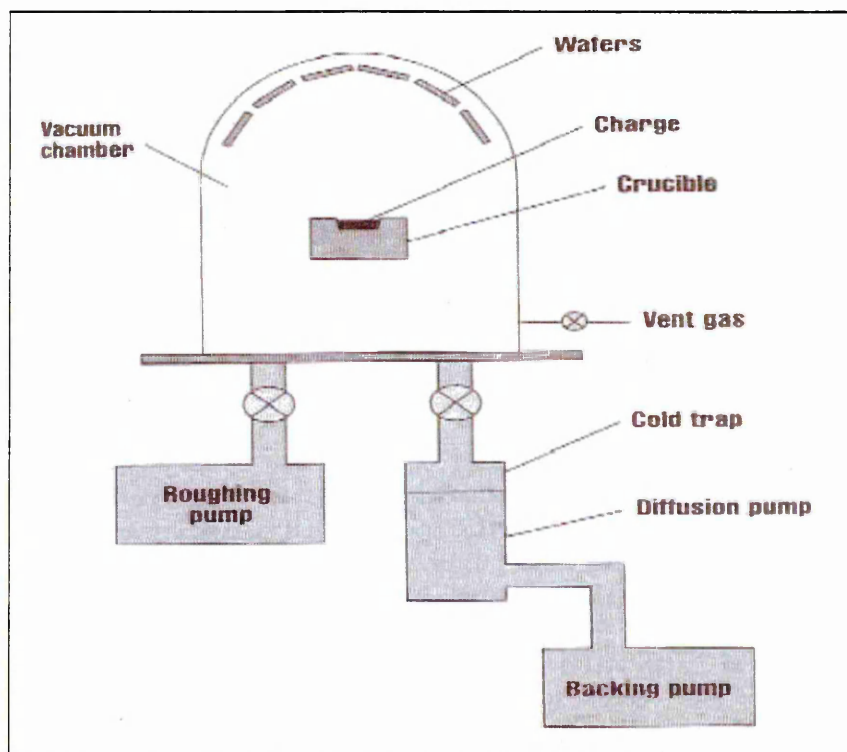 Wafers
Charge
Vacuum
chamber
Crucible
Vent gas
Cold trap
Roughing
pump
Diffusion pump
Backing pump